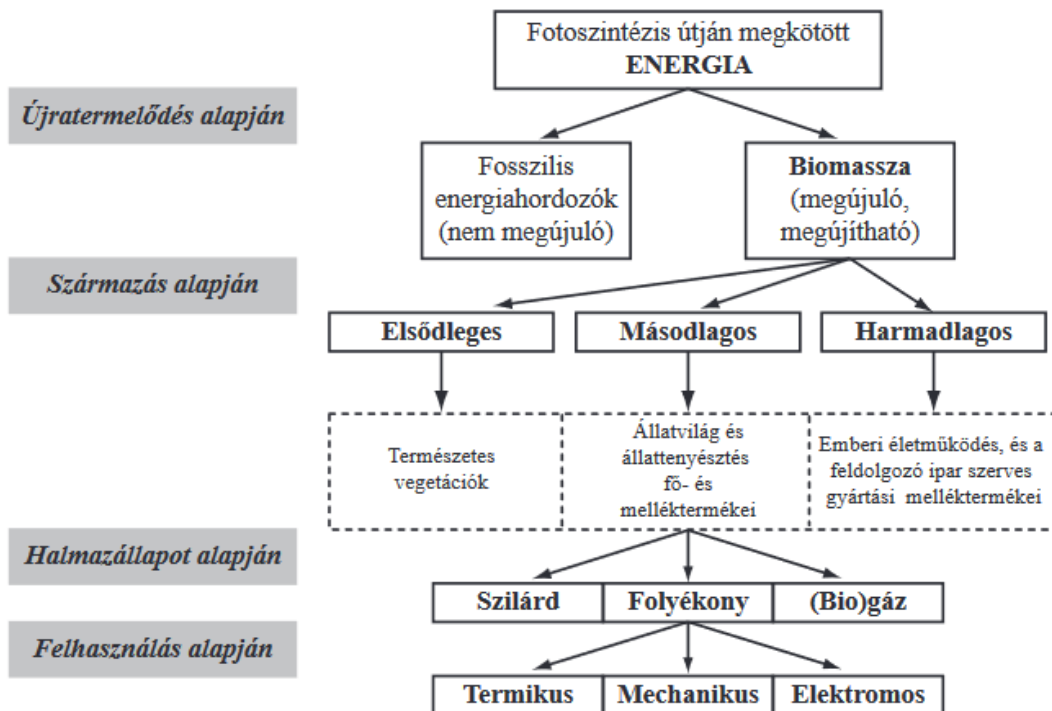 Fotoszintézis útján megkötött
ENERGIA
Újratermelődés alapján
Fosszilis
energiahordozók
(nem megújuló)
Biomassza
(megújuló,
megújítható)
Származás alapján
Elsődleges
Másodlagos
Harmadlagos
Természetes
vegetációk
Állatvilág és
állattenyésztés
fő- és
melléktermékei
Emberi életműködés, és a
feldolgozó ipar szerves
gyártási melléktermékei
Halmazállapot alapján
Szilárd
Folyékony
(Bio)gáz
Felhasználás alapján
Termikus
Mechanikus
Elektromos